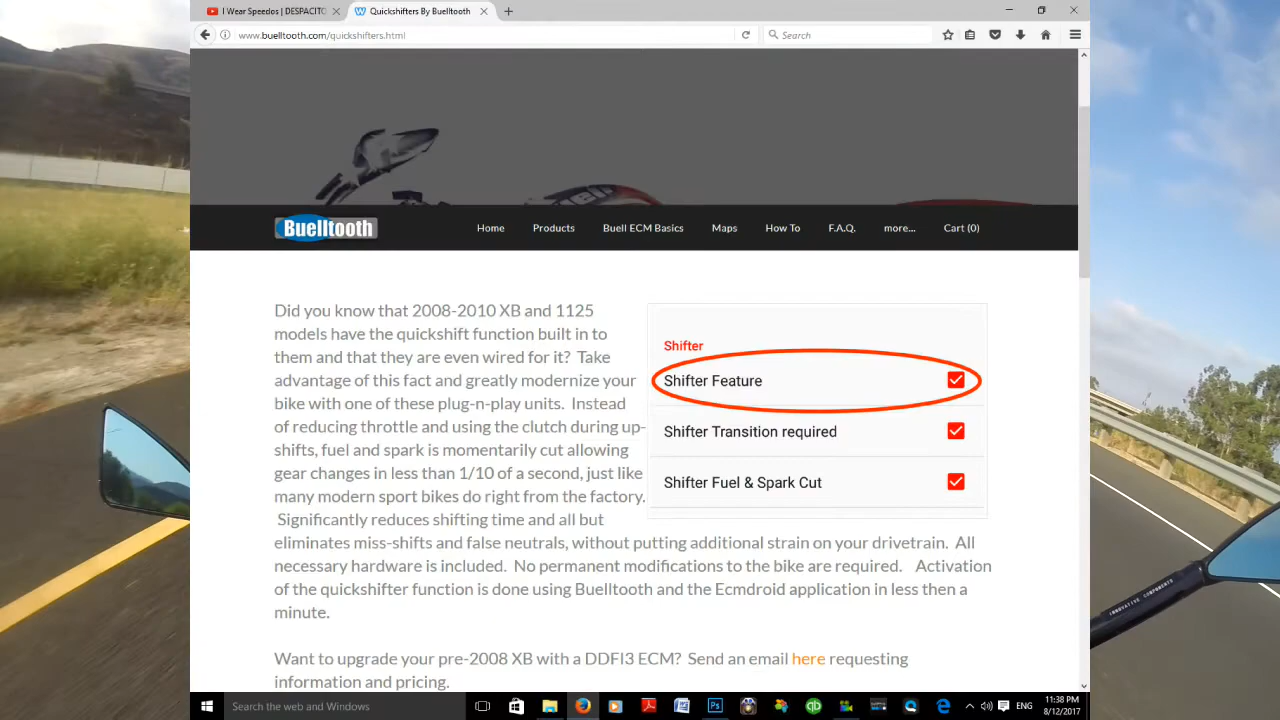 I Wear Speedos | DESPACITO
Quickshifters By Buelltooth
www.buelltooth.com/quickshifters.html
Search
Buelltooth
Home
Products
Buell ECM Basics
Maps
How To
F.A.Q.
more...
Cart (0)
Did you know that 2008-2010 XB and 1125
models have the quickshift function built in to
them and that they are even wired for it? Take
advantage of this fact and greatly modernize your
bike with one of these plug-n-play units. Instead
of reducing throttle and using the clutch during up-
shifts, fuel and spark is momentarily cut allowing
gear changes in less than 1/10 of a second, just like
many modern sport bikes do right from the factory.
Significantly reduces shifting time and all but
eliminates miss-shifts and false neutrals, without putting additional strain on your drivetrain. All
necessary hardware is included. No permanent modifications to the bike are required. Activation
of the quickshifter function is done using Buelltooth and the Ecmdroid application in less then a
minute.
Shifter
Shifter Feature
Shifter Transition required
Shifter Fuel & Spark Cut
Want to upgrade your pre-2008 XB with a DDFI3 ECM? Send an email here requesting
information and pricing.
INNOVATIVE COMPONENTS
Search the web and Windows
ENG
11:38 PM
8/12/2017